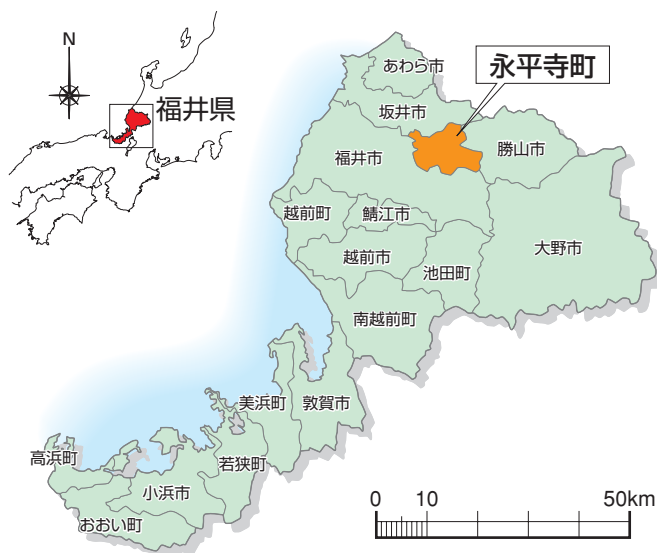 N
福井県
永平寺町
あわら市
坂井市
福井市
勝山市
越前町
鯖江市
越前市
池田町
大野市
南越前町
美浜町
敦賀市
高浜町
若狭町
小浜市
おおい町
0 10 50km